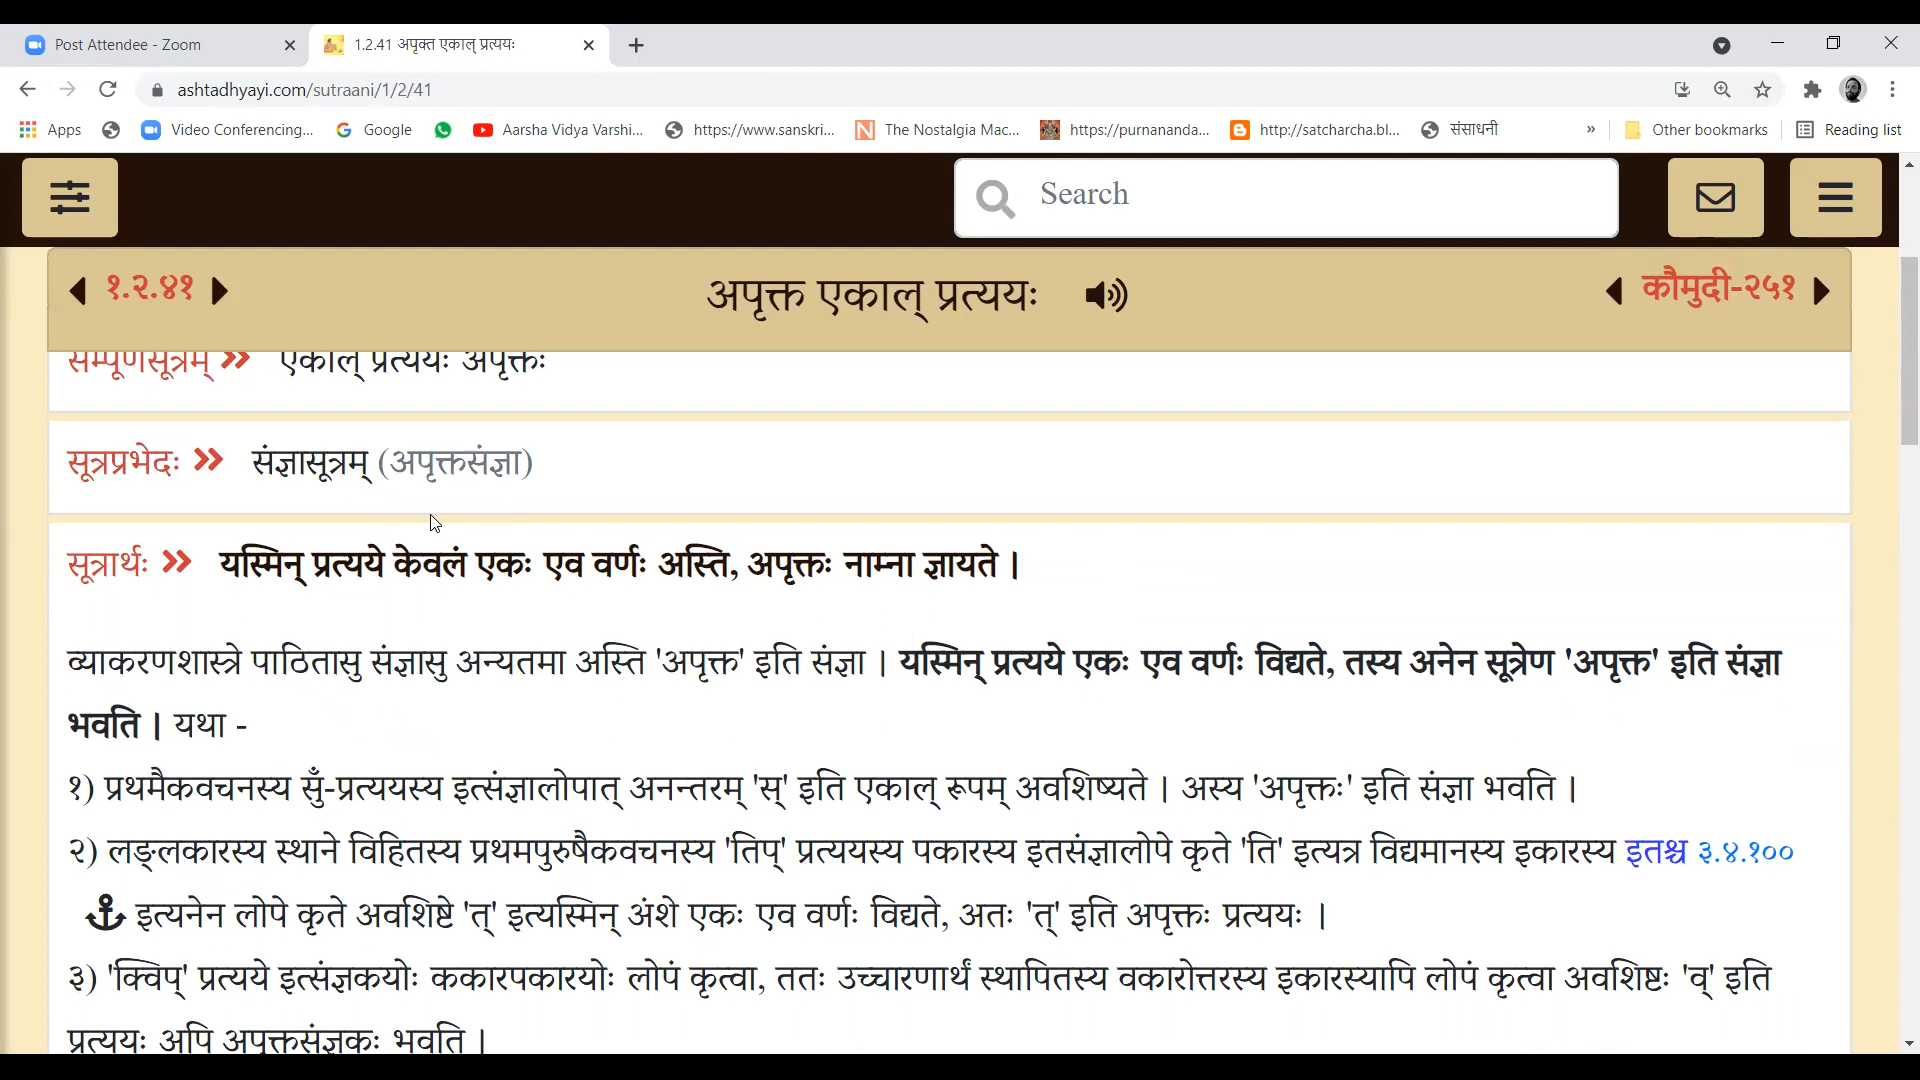 Post Attendee - Zoom
1.2.41 अपृक्त एकाल् प्रत्ययः
ashtadhyayi.com/sutraani/1/2/41
Apps
Video Conferencing...
Google
Aarsha Vidya Varshi...
https://www.sanskri...
The Nostalgia Mac...
https://purnananda...
http://satcharcha.bl...
संसाधनी
»
Other bookmarks
Reading list
Search
१.२.४१
अपृक्त एकाल् प्रत्ययः
कौमुदी-२५१
सम्पूर्णसूत्रम् एकाल् प्रत्ययः अपृक्तः
सूत्रप्रभेदः संज्ञासूत्रम् (अपृक्तसंज्ञा)
सूत्रार्थः यस्मिन् प्रत्यये केवलं एकः एव वर्णः अस्ति, अपृक्तः नाम्ना ज्ञायते ।
व्याकरणशास्त्रे पाठितासु संज्ञासु अन्यतमा अस्ति 'अपृक्त' इति संज्ञा । यस्मिन् प्रत्यये एकः एव वर्णः विद्यते, तस्य अनेन सूत्रेण 'अपृक्त' इति संज्ञा
भवति । यथा -
१) प्रथमैकवचनस्य सुँ-प्रत्ययस्य इत्संज्ञालोपात् अनन्तरम् 'स्' इति एकाल् रूपम् अवशिष्यते । अस्य 'अपृक्तः' इति संज्ञा भवति ।
२) लङ्लकारस्य स्थाने विहितस्य प्रथमपुरुषैकवचनस्य 'तिप्' प्रत्ययस्य पकारस्य इतसंज्ञालोपे कृते 'ति' इत्यत्र विद्यमानस्य इकारस्य इतश्च ३.४.१००
इत्यनेन लोपे कृते अवशिष्टे 'त्' इत्यस्मिन् अंशे एकः एव वर्णः विद्यते, अतः 'त्' इति अपृक्तः प्रत्ययः ।
३) 'क्विप्' प्रत्यये इत्संज्ञकयोः ककारपकारयोः लोपं कृत्वा, ततः उच्चारणार्थं स्थापितस्य वकारोत्तरस्य इकारस्यापि लोपं कृत्वा अवशिष्टः 'व्' इति
प्रत्ययः अपि अपृक्तसंज्ञकः भवति ।